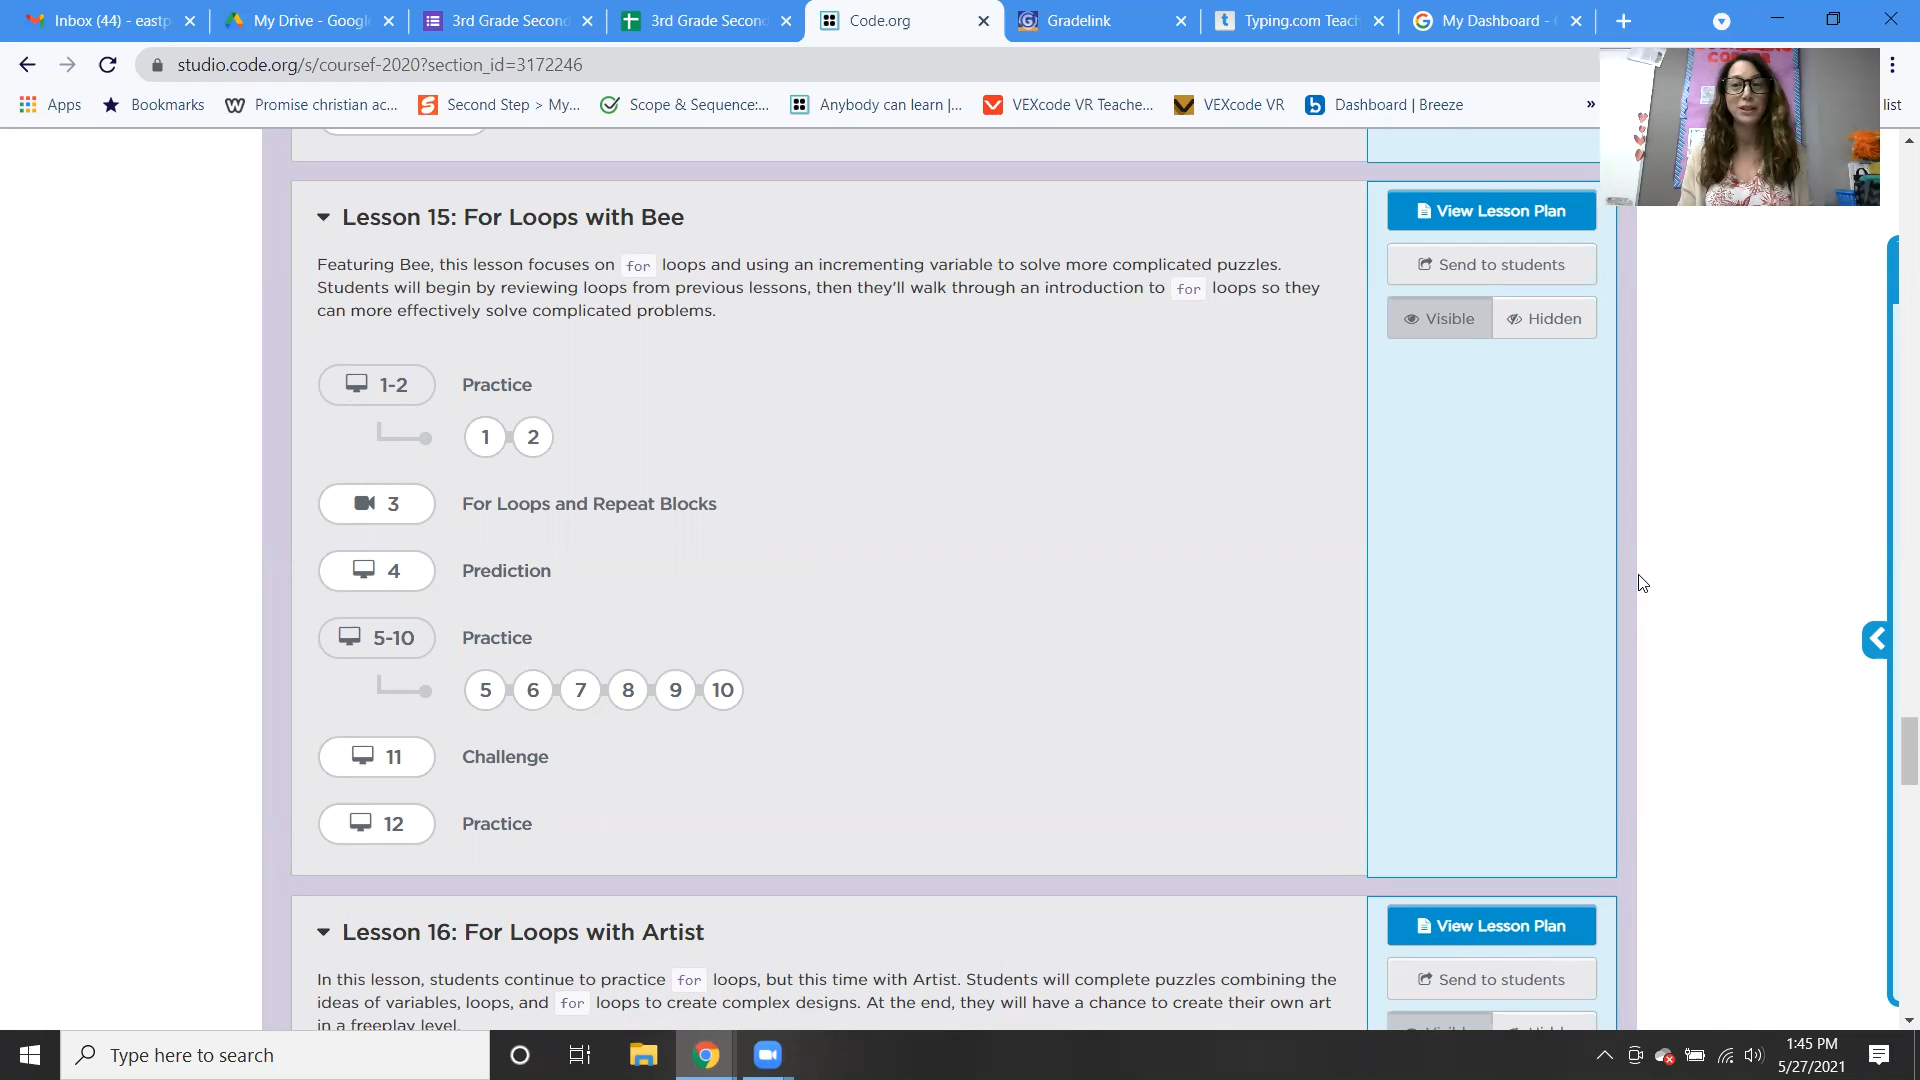 Inbox (44) - eastp
My Drive - Google
3rd Grade Second
3rd Grade Second
Code.org
Gradelink
Typing.com Teach
My Dashboard -
studio.code.org/s/coursef-2020?section_id=3172246
Apps
Bookmarks
Promise christian ac...
Second Step > My...
Scope & Sequence:...
Anybody can learn |...
VEXcode VR Teache...
VEXcode VR
Dashboard | Breeze
»
list
Lesson 15: For Loops with Bee
Featuring Bee, this lesson focuses on for loops and using an incrementing variable to solve more complicated puzzles.
Students will begin by reviewing loops from previous lessons, then they'll walk through an introduction to for loops so they
can more effectively solve complicated problems.
View Lesson Plan
Send to students
Visible Hidden
1-2 Practice
1 2
3 For Loops and Repeat Blocks
4 Prediction
5-10 Practice
5 6 7 8 9 10
11 Challenge
12 Practice
Lesson 16: For Loops with Artist
In this lesson, students continue to practice for loops, but this time with Artist. Students will complete puzzles combining the
ideas of variables, loops, and for loops to create complex designs. At the end, they will have a chance to create their own art
in a freeplay level.
View Lesson Plan
Send to students
Type here to search
1:45 PM
5/27/2021